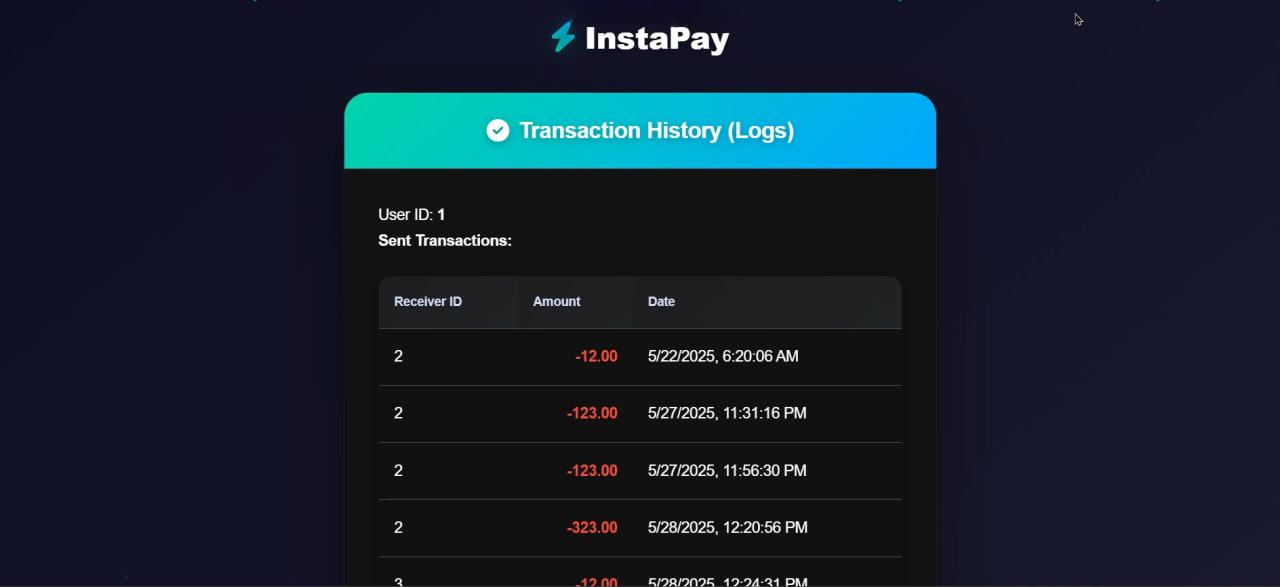 InstaPay
Transaction History (Logs)
User ID: 1
Sent Transactions:
Receiver ID Amount Date
2 -12.00 5/22/2025, 6:20:06 AM
2 -123.00 5/27/2025, 11:31:16 PM
2 -123.00 5/27/2025, 11:56:30 PM
2 -323.00 5/28/2025, 12:20:56 PM
3 -12.00 5/28/2025, 12:24:31 PM